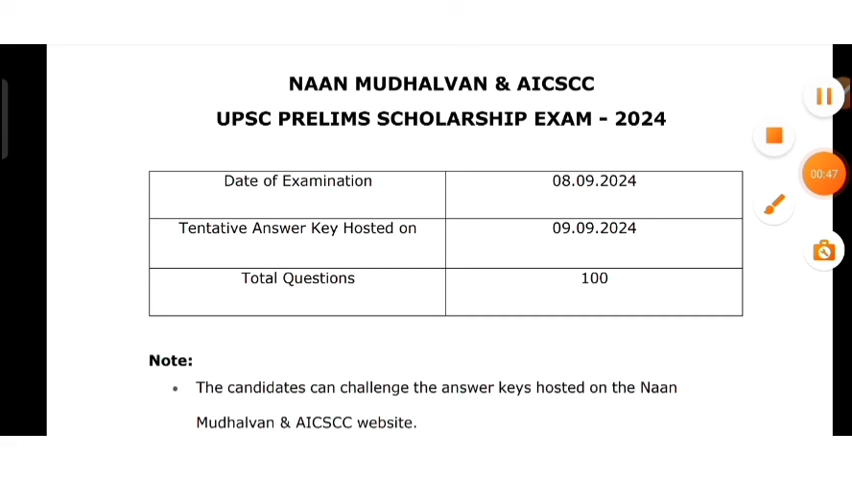 NAAN MUDHALVAN & AICSCC
UPSC PRELIMS SCHOLARSHIP EXAM - 2024
Date of Examination 08.09.2024
Tentative Answer Key Hosted on 09.09.2024
Total Questions 100
Note:
• The candidates can challenge the answer keys hosted on the Naan
Mudhalvan & AICSCC website.
00:47